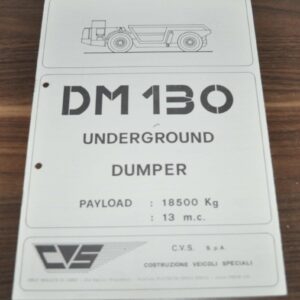 DM 130
UNDERGROUND
DUMPER
PAYLOAD : 18500 Kg
: 13 m.c.
CVS
C.V.S. S.p.A.
COSTRUZIONE VEICOLI SPECIALI